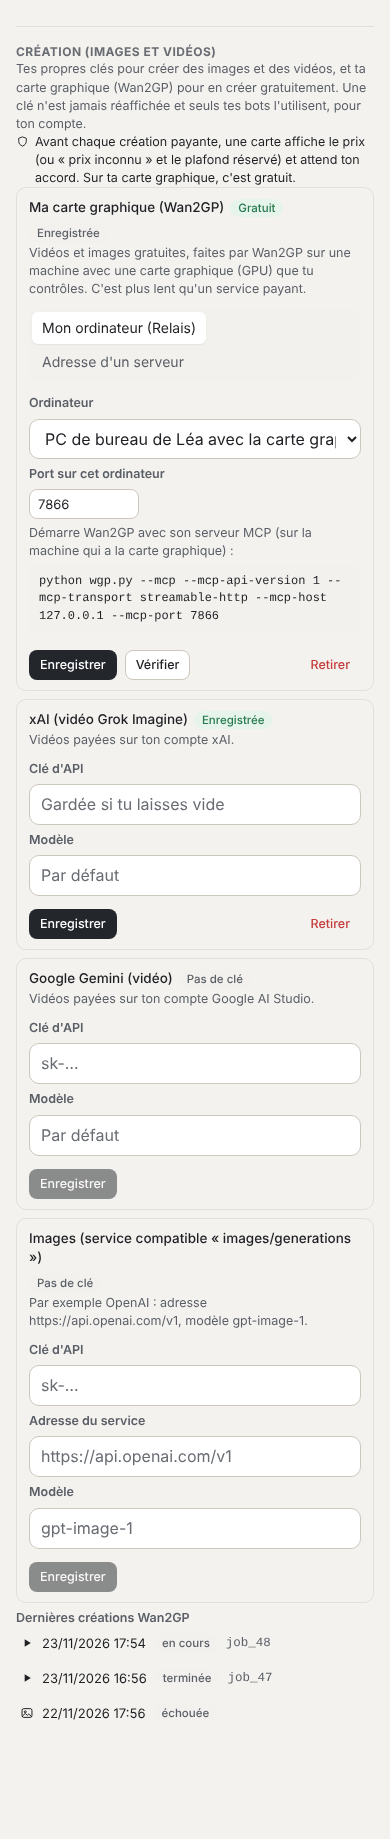 CRÉATION (IMAGES ET VIDÉOS)
Tes propres clés pour créer des images et des vidéos, et ta
carte graphique (Wan2GP) pour en créer gratuitement. Une
clé n'est jamais réaffichée et seuls tes bots l'utilisent, pour
ton compte.
Avant chaque création payante, une carte affiche le prix
(ou « prix inconnu » et le plafond réservé) et attend ton
accord. Sur ta carte graphique, c'est gratuit.
Ma carte graphique (Wan2GP) Gratuit
Enregistrée
Vidéos et images gratuites, faites par Wan2GP sur une
machine avec une carte graphique (GPU) que tu
contrôles. C'est plus lent qu'un service payant.
Mon ordinateur (Relais)
Adresse d'un serveur
Ordinateur
PC de bureau de Léa avec la carte grap
Port sur cet ordinateur
7866
Démarre Wan2GP avec son serveur MCP (sur la
machine qui a la carte graphique) :
python wgp.py --mcp --mcp-api-version 1 --
mcp-transport streamable-http --mcp-host
127.0.0.1 --mcp-port 7866
Enregistrer Vérifier Retirer
xAI (vidéo Grok Imagine) Enregistrée
Vidéos payées sur ton compte xAI.
Clé d'API
Gardée si tu laisses vide
Modèle
Par défaut
Enregistrer Retirer
Google Gemini (vidéo) Pas de clé
Vidéos payées sur ton compte Google AI Studio.
Clé d'API
sk-...
Modèle
Par défaut
Enregistrer
Images (service compatible « images/generations
»)
Pas de clé
Par exemple OpenAI : adresse
https://api.openai.com/v1, modèle gpt-image-1.
Clé d'API
sk-...
Adresse du service
https://api.openai.com/v1
Modèle
gpt-image-1
Enregistrer
Dernières créations Wan2GP
23/11/2026 17:54 en cours job_48
23/11/2026 16:56 terminée job_47
22/11/2026 17:56 échouée